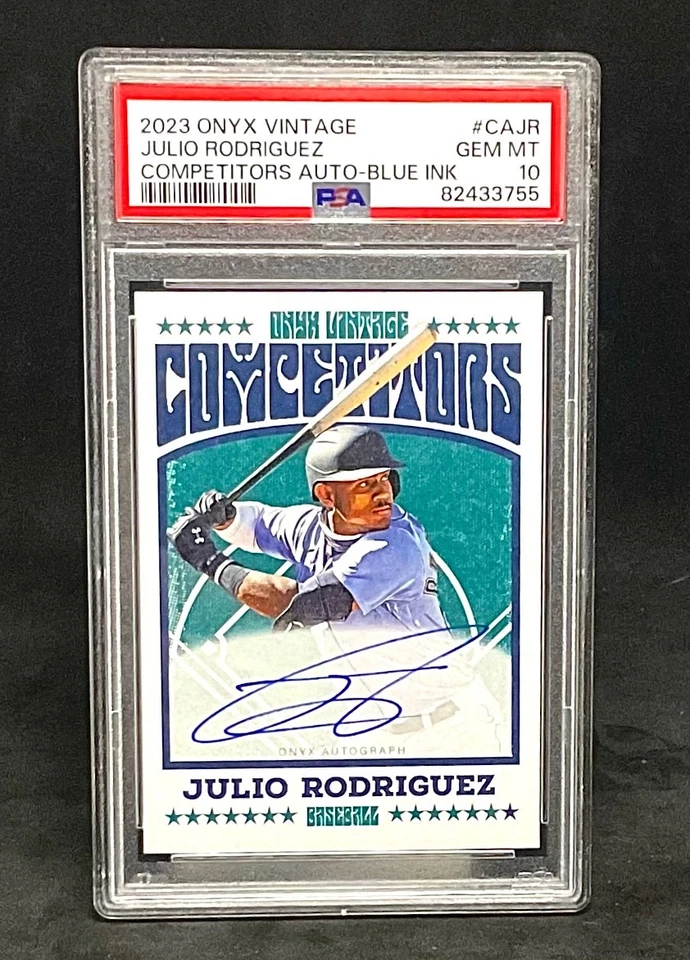 2023 ONYX VINTAGE #CAJR
JULIO RODRIGUEZ GEM MT
COMPETITORS AUTO-BLUE INK 10
PSA 82433755
ONYX VINTAGE
COMPETITORS
ONYX AUTOGRAPH
JULIO RODRIGUEZ
BASEBALL